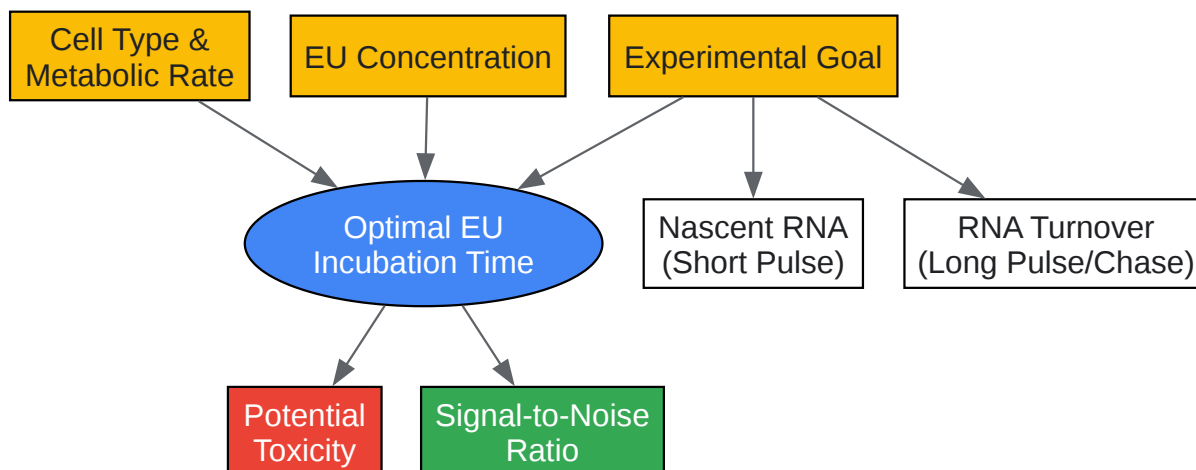 Cell Type &
Metabolic Rate
EU Concentration
Experimental Goal
Optimal EU
Incubation Time
Nascent RNA
(Short Pulse)
RNA Turnover
(Long Pulse/Chase)
Potential
Toxicity
Signal-to-Noise
Ratio